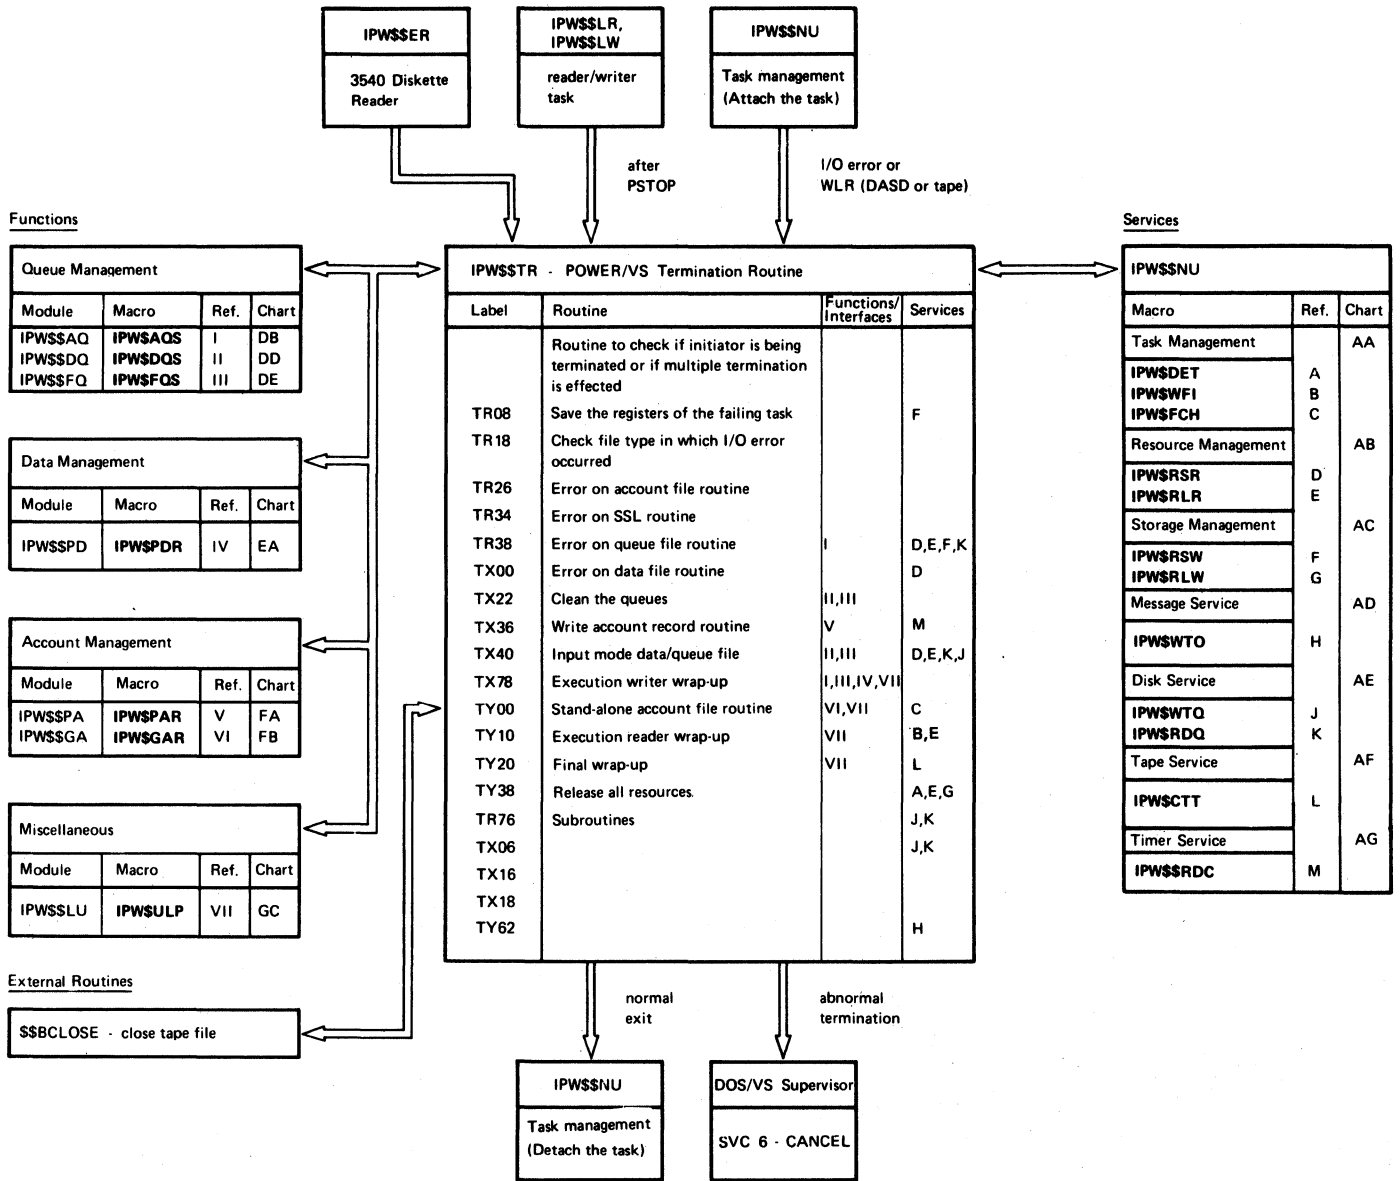 IPW$$ER
3540 Diskette
Reader
IPW$$LR,
IPW$$LW
reader/writer
task
IPW$$NU
Task management
(Attach the task)
after
PSTOP
I/O error or
WLR (DASD or tape)
Functions
Queue Management
Module Macro Ref. Chart
IPW$$AQ IPW$AQS I DB
IPW$$DQ IPW$DQS II DD
IPW$$FQ IPW$FQS III DE
Data Management
Module Macro Ref. Chart
IPW$$PD IPW$PDR IV EA
Account Management
Module Macro Ref. Chart
IPW$$PA IPW$PAR V FA
IPW$$GA IPW$GAR VI FB
Miscellaneous
Module Macro Ref. Chart
IPW$$LU IPW$ULP VII GC
External Routines
$$BCLOSE - close tape file
IPW$$TR - POWER/VS Termination Routine
Label Routine Functions/ Services
Interfaces
Routine to check if initiator is being
terminated or if multiple termination
is effected
TR08 Save the registers of the failing task F
TR18 Check file type in which I/O error
occurred
TR26 Error on account file routine
TR34 Error on SSL routine
TR38 Error on queue file routine I D,E,F,K
TX00 Error on data file routine D
TX22 Clean the queues II,III
TX36 Write account record routine V M
TX40 Input mode data/queue file II,III D,E,K,J
TX78 Execution writer wrap-up I,III,IV,VII
TY00 Stand-alone account file routine VI,VII C
TY10 Execution reader wrap-up VII B,E
TY20 Final wrap-up VII L
TY38 Release all resources. A,E,G
TR76 Subroutines J,K
TX06 J,K
TX16
TX18
TY62 H
Services
IPW$$NU
Macro Ref. Chart
Task Management AA
IPW$DET A
IPW$WFI B
IPW$FCH C
Resource Management AB
IPW$RSR D
IPW$RLR E
Storage Management AC
IPW$RSW F
IPW$RLW G
Message Service AD
IPW$WTO H
Disk Service AE
IPW$WTQ J
IPW$RDQ K
Tape Service AF
IPW$CTT L
Timer Service AG
IPW$$RDC M
normal
exit
abnormal
termination
IPW$$NU
Task management
(Detach the task)
DOS/VS Supervisor
SVC 6 - CANCEL